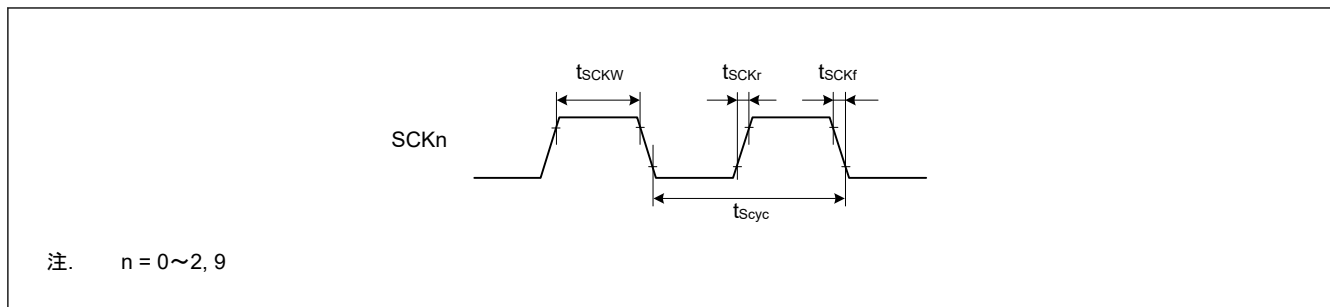 tSCKW tSCKr tSCKf
SCKn
tScyc
注. n = 0～2, 9